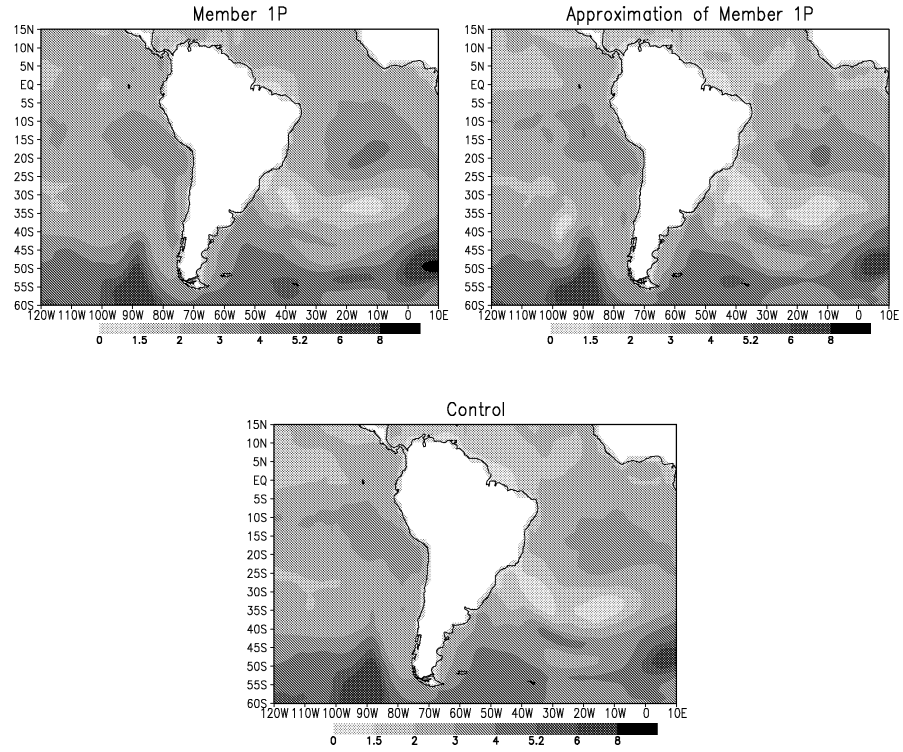 Member 1P
15N
10N
5N
EQ
5S
10S
15S
20S
25S
30S
35S
40S
45S
50S
55S
60S
120W 110W 100W 90W 80W 70W 60W 50W 40W 30W 20W 10W 0 10E
0 1.5 2 3 4 5.2 6 8
Approximation of Member 1P
15N
10N
5N
EQ
5S
10S
15S
20S
25S
30S
35S
40S
45S
50S
55S
60S
120W 110W 100W 90W 80W 70W 60W 50W 40W 30W 20W 10W 0 10E
0 1.5 2 3 4 5.2 6 8
Control
15N
10N
5N
EQ
5S
10S
15S
20S
25S
30S
35S
40S
45S
50S
55S
60S
120W 110W 100W 90W 80W 70W 60W 50W 40W 30W 20W 10W 0 10E
0 1.5 2 3 4 5.2 6 8